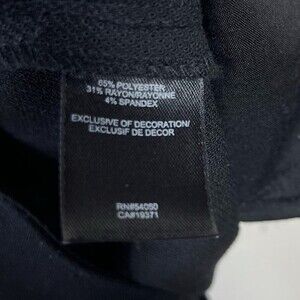 65% POLYESTER
31% RAYON/RAYONNE
4% SPANDEX
EXCLUSIVE OF DECORATION/
EXCLUSIF DE DECOR
RN#54050
CA#19371